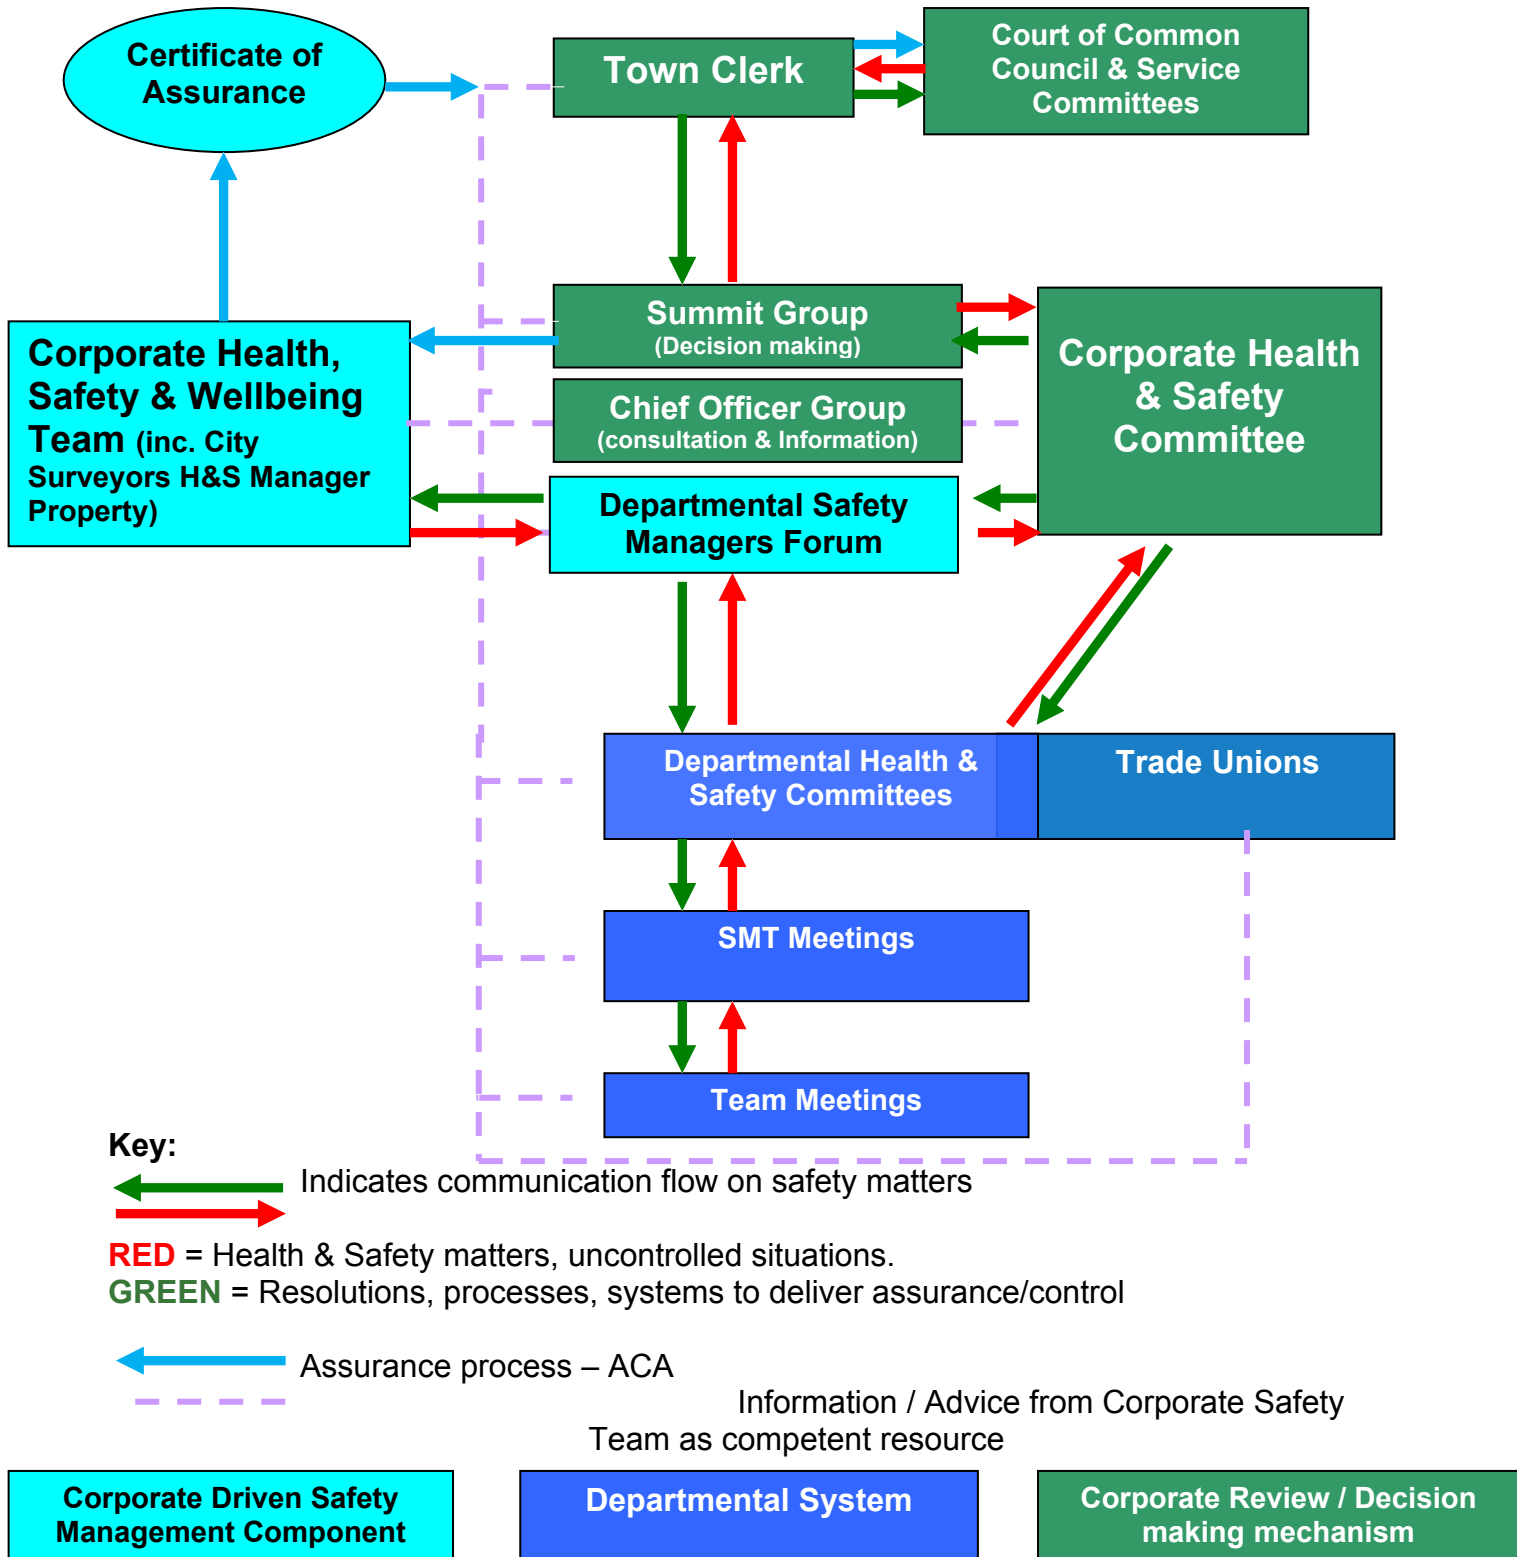 Certificate of
Assurance
Town Clerk
Court of Common
Council & Service
Committees
Summit Group
(Decision making)
Corporate Health,
Safety & Wellbeing
Team (inc. City
Surveyors H&S Manager
Property)
Chief Officer Group
(consultation & Information)
Corporate Health
& Safety
Committee
Departmental Safety
Managers Forum
Departmental Health &
Safety Committees
Trade Unions
SMT Meetings
Team Meetings
Key:
Indicates communication flow on safety matters
RED = Health & Safety matters, uncontrolled situations.
GREEN = Resolutions, processes, systems to deliver assurance/control
Assurance process – ACA
Information / Advice from Corporate Safety
Team as competent resource
Corporate Driven Safety
Management Component
Departmental System
Corporate Review / Decision
making mechanism